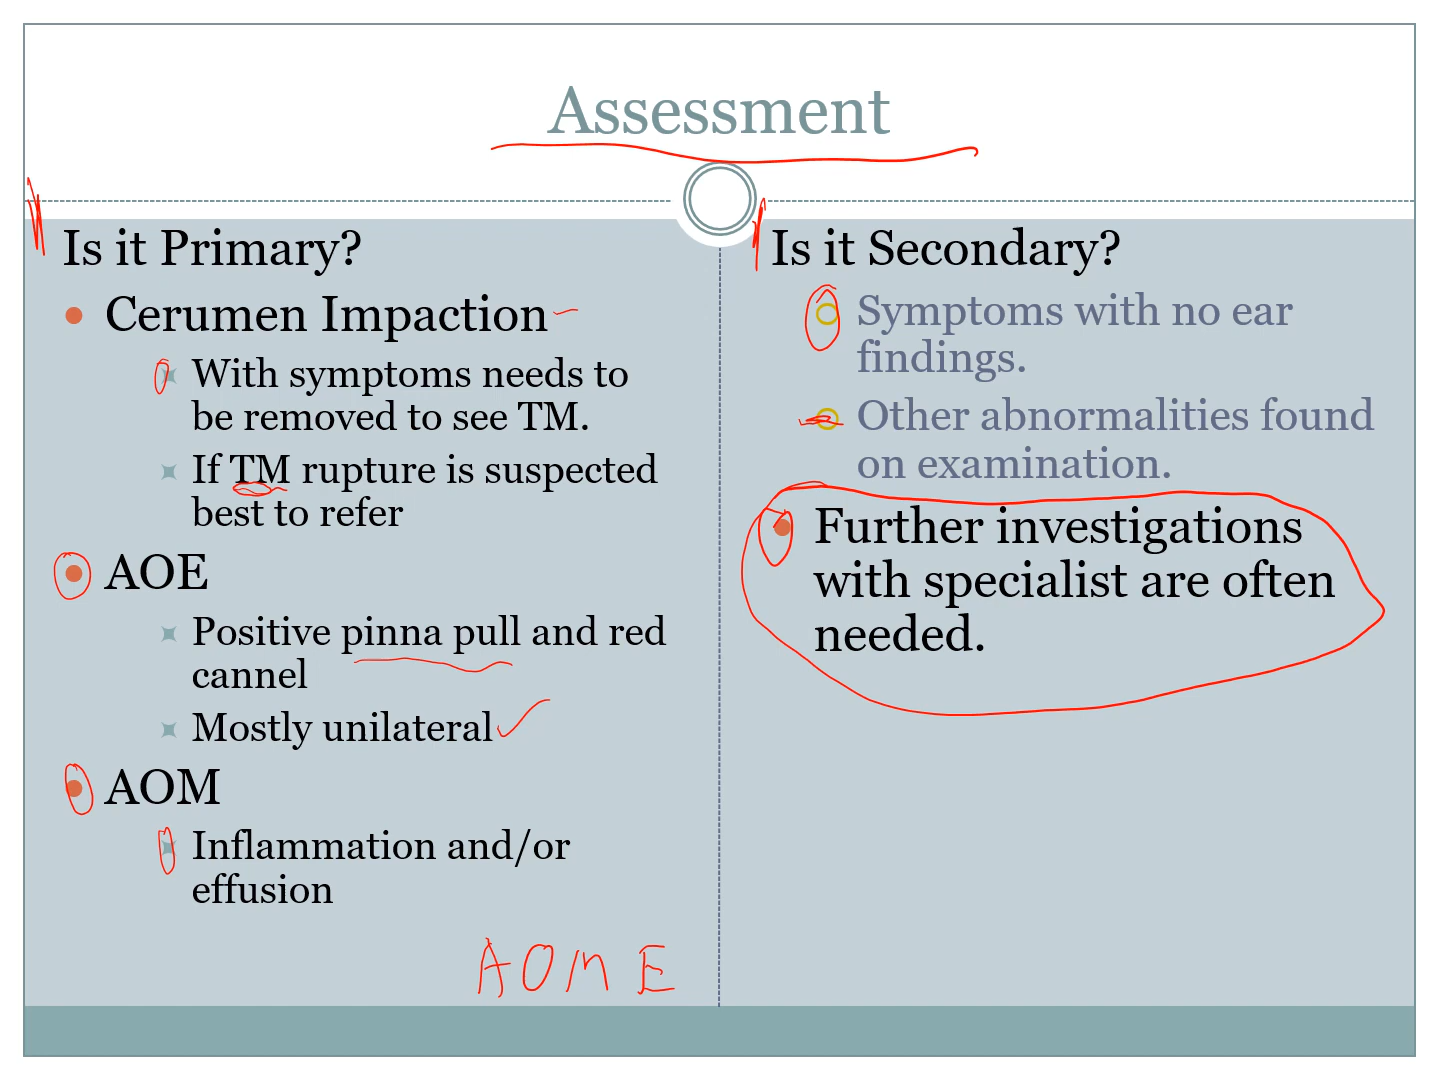 Assessment
Is it Primary?
Cerumen Impaction
With symptoms needs to
be removed to see TM.
If TM rupture is suspected
best to refer
AOE
Positive pinna pull and red
cannel
Mostly unilateral
AOM
Inflammation and/or
effusion
AOME
Is it Secondary?
Symptoms with no ear
findings.
Other abnormalities found
on examination.
Further investigations
with specialist are often
needed.